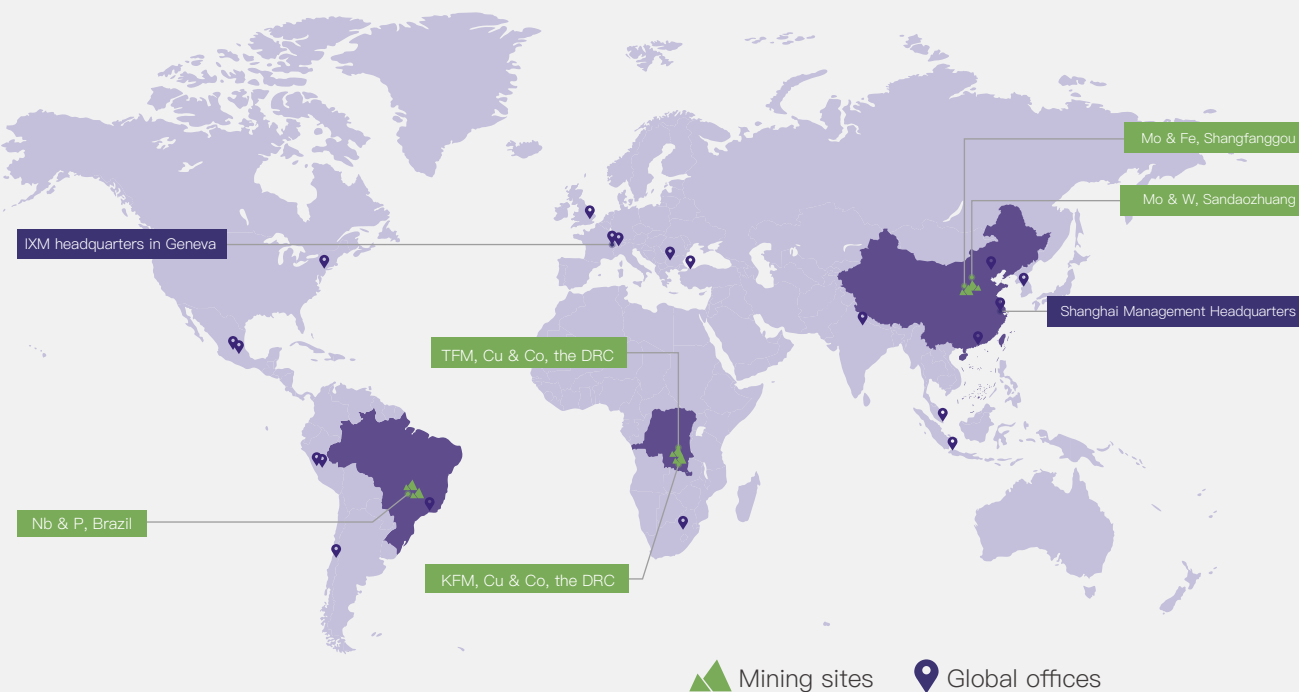 Mo & Fe, Shangfanggou
Mo & W, Sandaozhuang
IXM headquarters in Geneva
Shanghai Management Headquarters
TFM, Cu & Co, the DRC
Nb & P, Brazil
KFM, Cu & Co, the DRC
Mining sites
Global offices